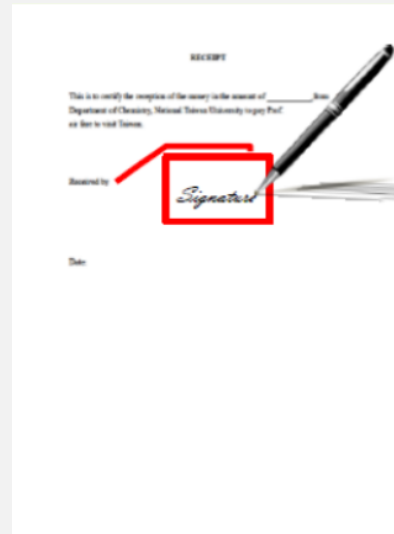 RECEIPT
This is to certify the reception of the money in the amount of __________ from
Department of Chemistry, National Taiwan University to pay Prof.
air fare to visit Taiwan.
Received by
Signature
Date